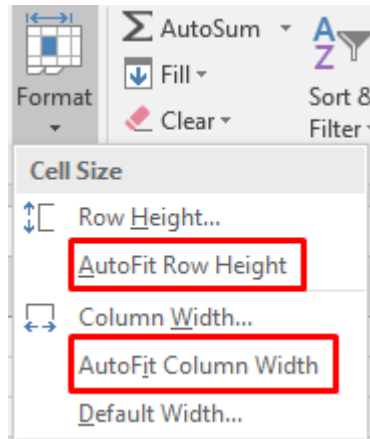 AutoSum
Fill
Clear
Format
A
Z
Sort &
Filter
Cell Size
Row Height...
AutoFit Row Height
Column Width...
AutoFit Column Width
Default Width...